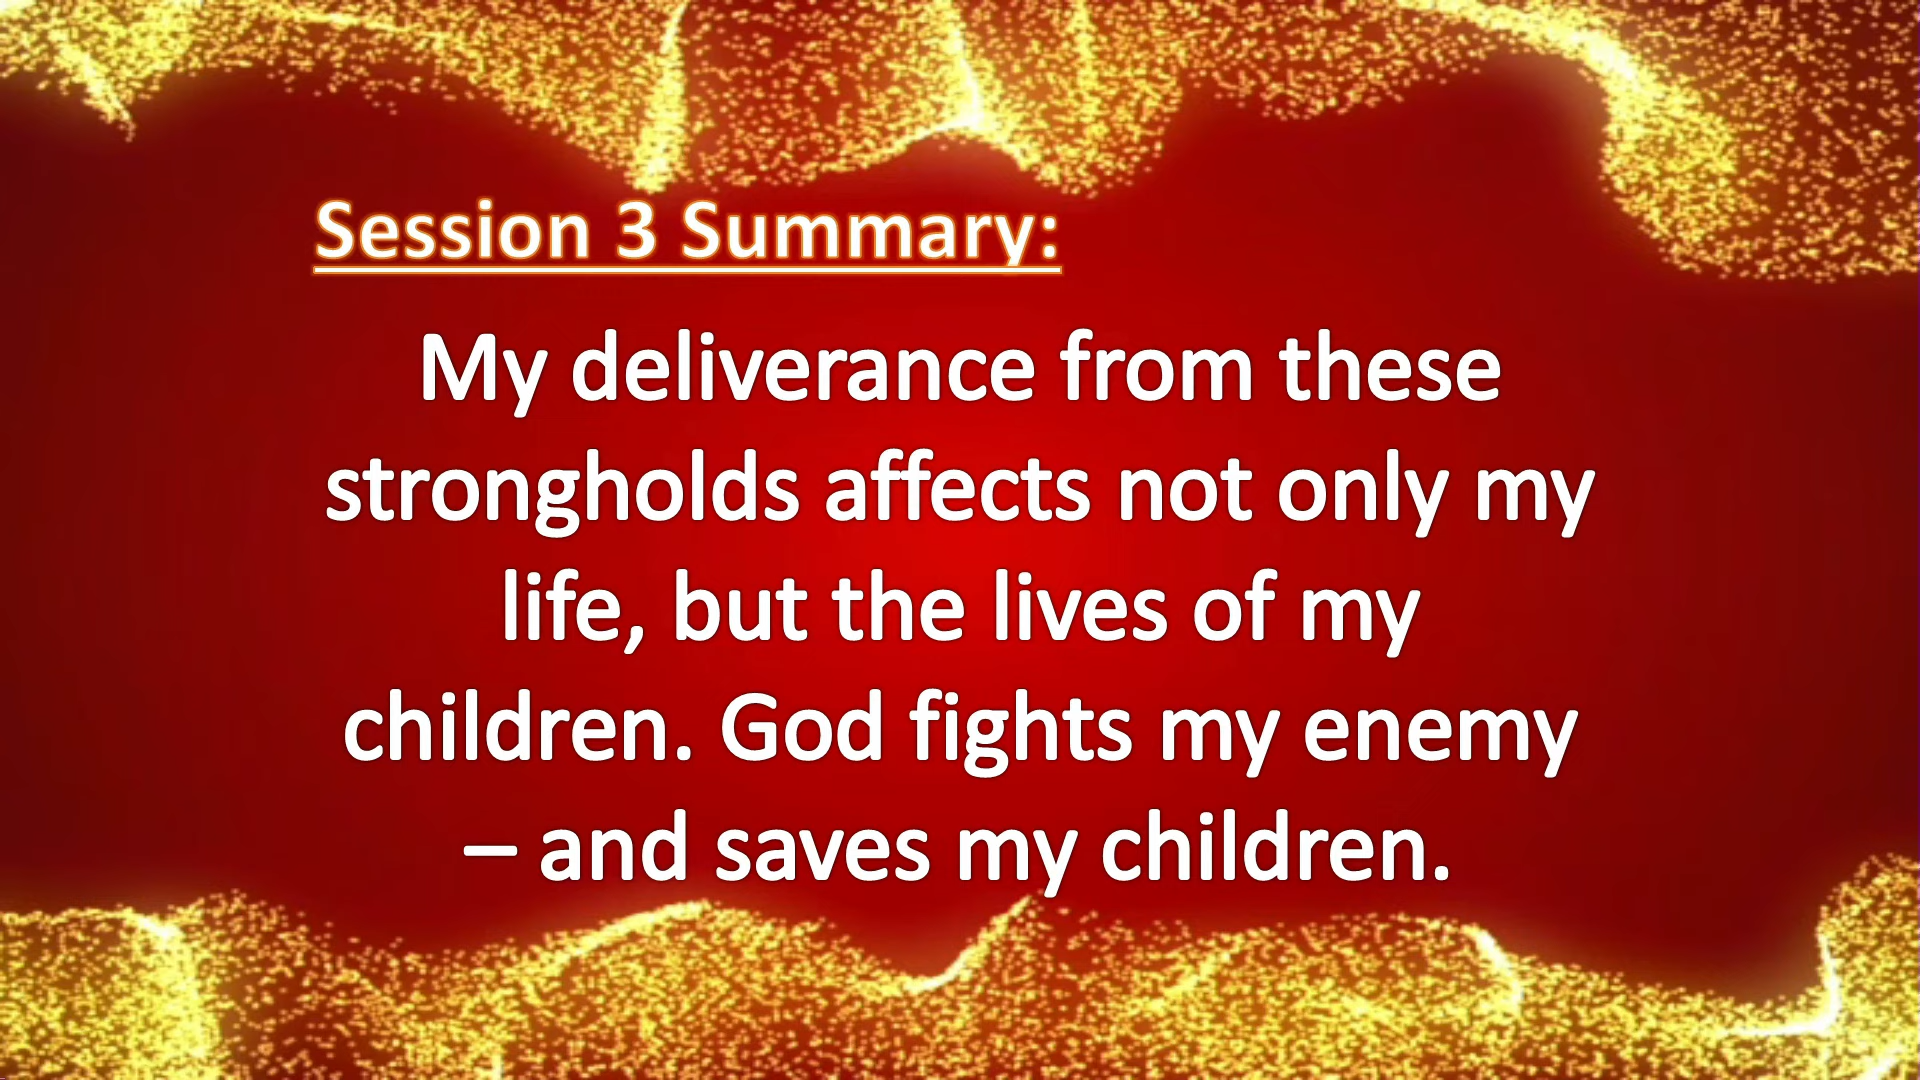 Session 3 Summary:
My deliverance from these
strongholds affects not only my
life, but the lives of my
children. God fights my enemy
– and saves my children.